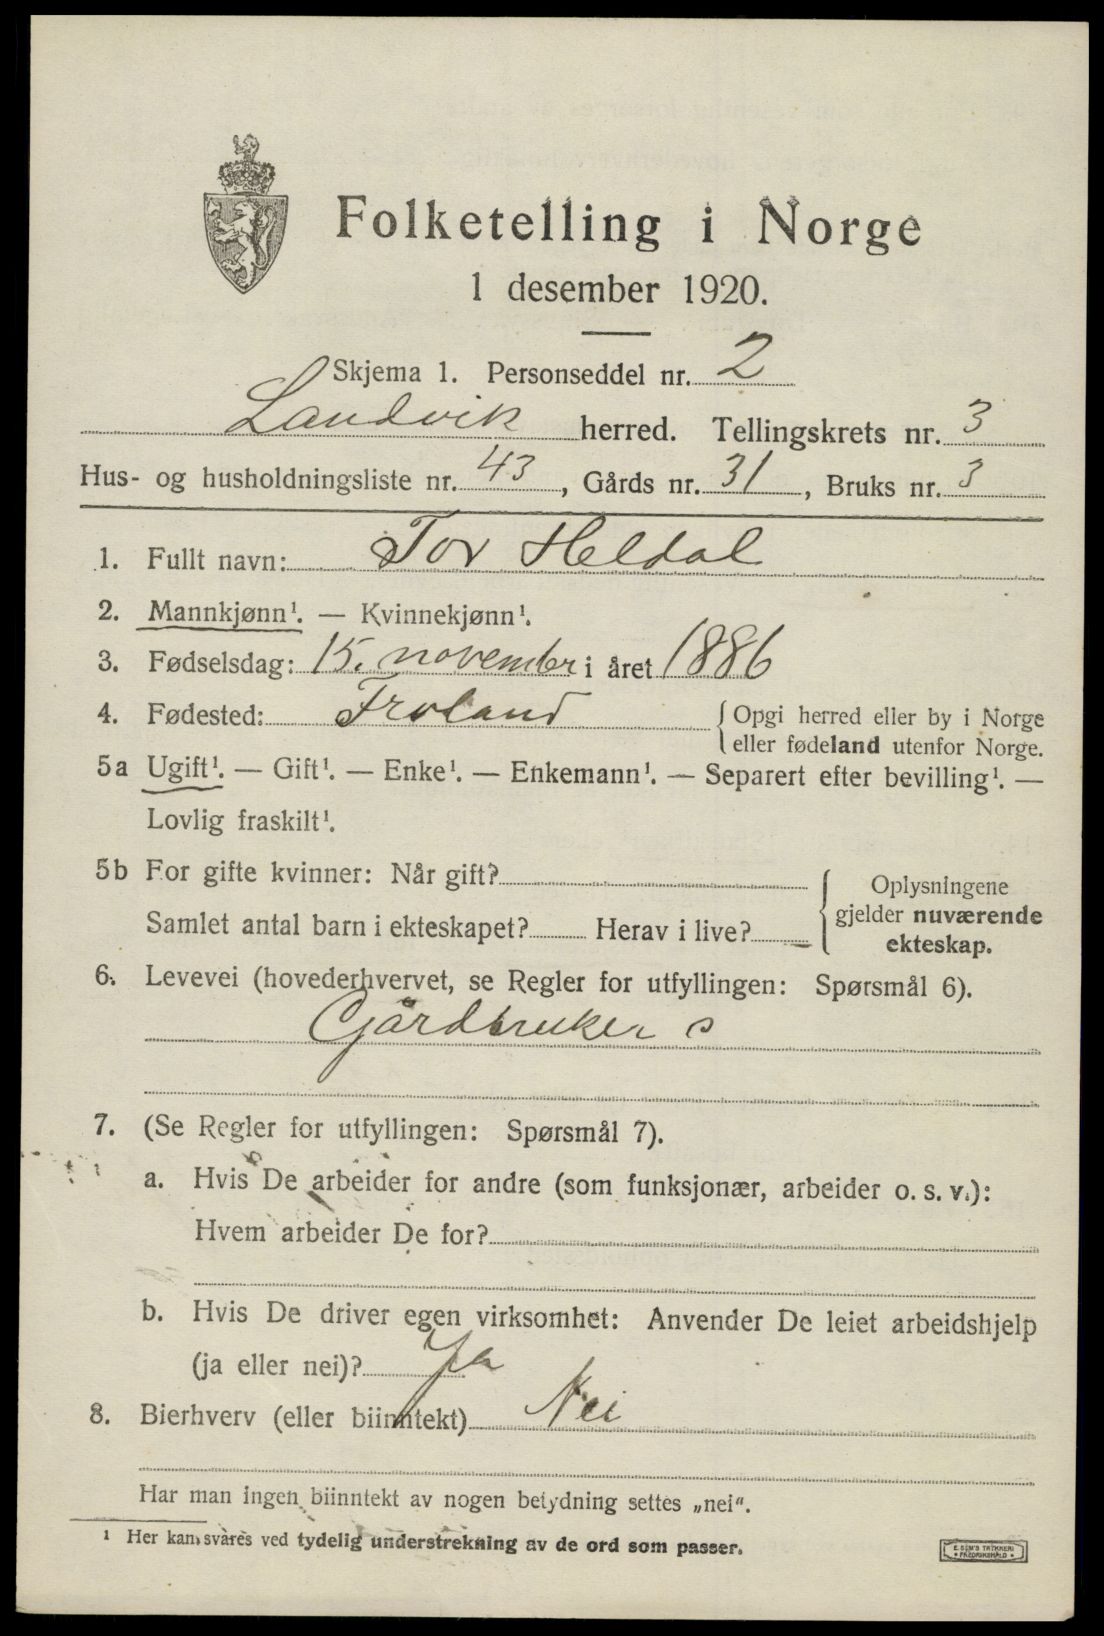 Folketelling i Norge
1 desember 1920.
Skjema 1. Personseddel nr. 2
Landvik herred. Tellingskrets nr. 3
Hus- og husholdningsliste nr. 43, Gårds nr. 31, Bruks nr. 3
1. Fullt navn: Tor Heldal
2. Mannkjønn¹. — Kvinnekjønn¹.
3. Fødselsdag: 15. november i året 1886
4. Fødested: Froland {Opgi herred eller by i Norge
eller fødeland utenfor Norge.
5a Ugift¹. — Gift¹. — Enke¹. — Enkemann¹. — Separert efter bevilling¹. —
Lovlig fraskilt¹.
5b For gifte kvinner: Når gift?
Samlet antal barn i ekteskapet? Herav i live?
{Oplysningene
gjelder nuværende
ekteskap.
6. Levevei (hovederhvervet, se Regler for utfyllingen: Spørsmål 6).
Gårdbruker s
7. (Se Regler for utfyllingen: Spørsmål 7).
a. Hvis De arbeider for andre (som funksjonær, arbeider o. s. v.):
Hvem arbeider De for?
b. Hvis De driver egen virksomhet: Anvender De leiet arbeidshjelp
(ja eller nei)? Ja
8. Bierhverv (eller biinntekt) Nei
Har man ingen biinntekt av nogen betydning settes „nei“.
¹ Her kan svares ved tydelig understrekning av de ord som passer.
E. SEM'S TRYKKERI
• FREDRIKSHALD •